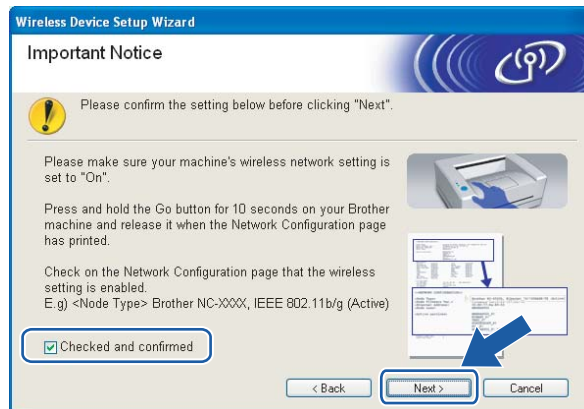 Wireless Device Setup Wizard
Important Notice
Please confirm the setting below before clicking "Next".
Please make sure your machine's wireless network setting is
set to "On".
Press and hold the Go button for 10 seconds on your Brother
machine and release it when the Network Configuration page
has printed.
Check on the Network Configuration page that the wireless
setting is enabled.
E.g) <Node Type> Brother NC-XXXX, IEEE 802.11b/g (Active)
Checked and confirmed
< Back
Next >
Cancel